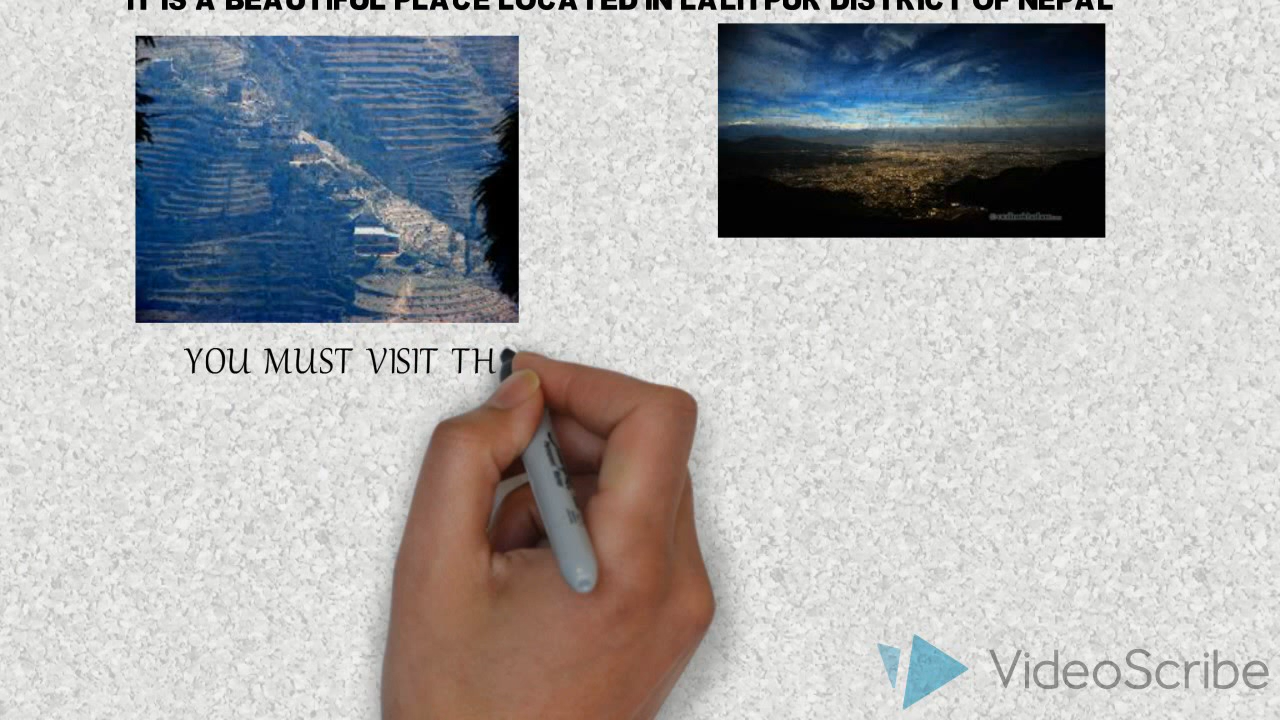 IT IS A BEAUTIFUL PLACE LOCATED IN LALITPUR DISTRICT OF NEPAL
YOU MUST VISIT TH
VideoScribe